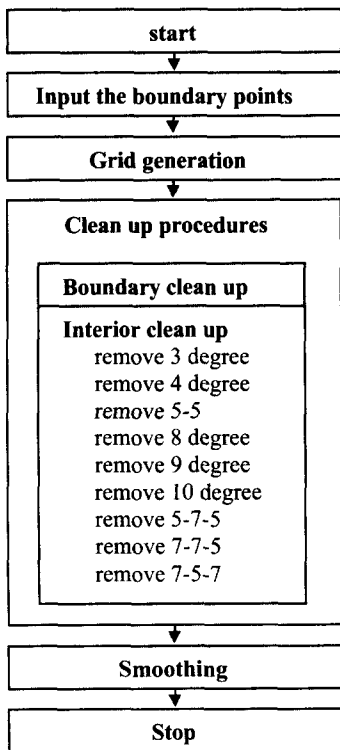 start
Input the boundary points
Grid generation
Clean up procedures
Boundary clean up
Interior clean up
remove 3 degree
remove 4 degree
remove 5-5
remove 8 degree
remove 9 degree
remove 10 degree
remove 5-7-5
remove 7-7-5
remove 7-5-7
Smoothing
Stop